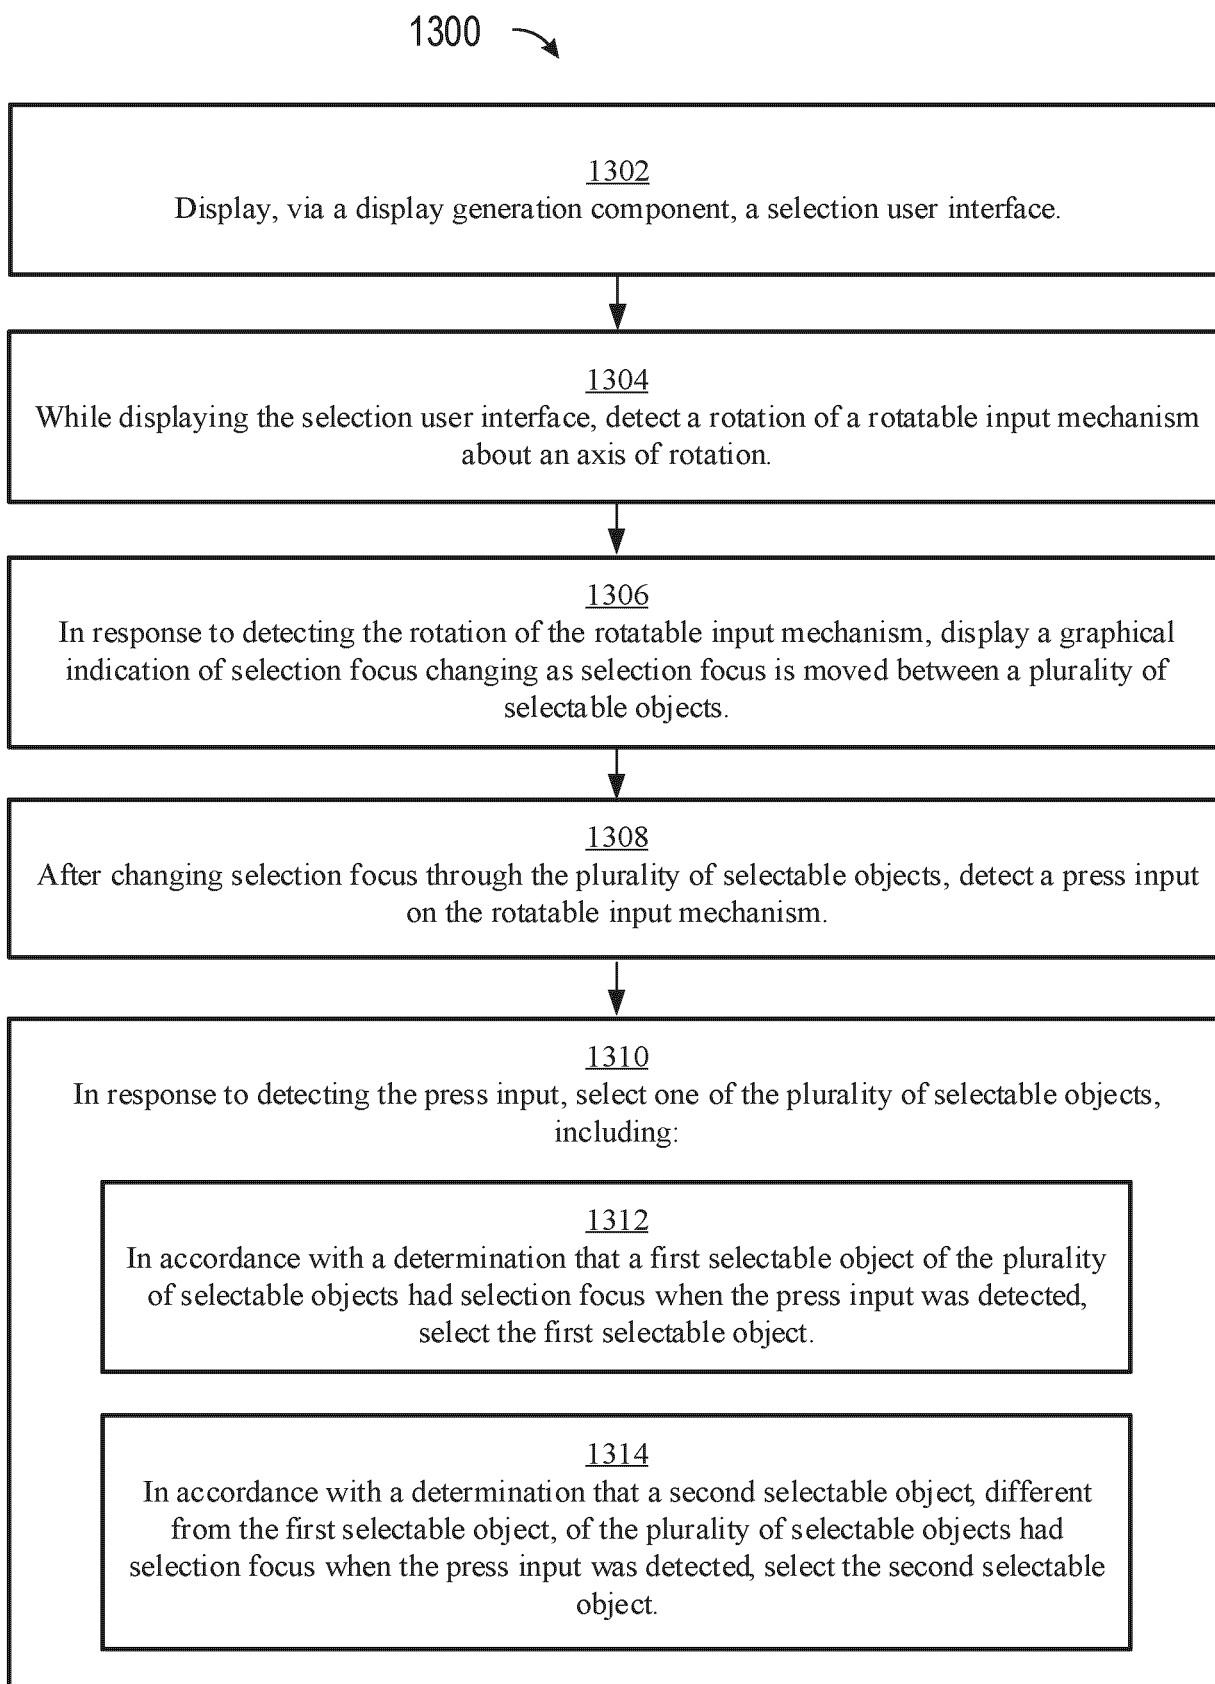 1300
1302
Display, via a display generation component, a selection user interface.
1304
While displaying the selection user interface, detect a rotation of a rotatable input mechanism
about an axis of rotation.
1306
In response to detecting the rotation of the rotatable input mechanism, display a graphical
indication of selection focus changing as selection focus is moved between a plurality of
selectable objects.
1308
After changing selection focus through the plurality of selectable objects, detect a press input
on the rotatable input mechanism.
1310
In response to detecting the press input, select one of the plurality of selectable objects,
including:
1312
In accordance with a determination that a first selectable object of the plurality
of selectable objects had selection focus when the press input was detected,
select the first selectable object.
1314
In accordance with a determination that a second selectable object, different
from the first selectable object, of the plurality of selectable objects had
selection focus when the press input was detected, select the second selectable
object.